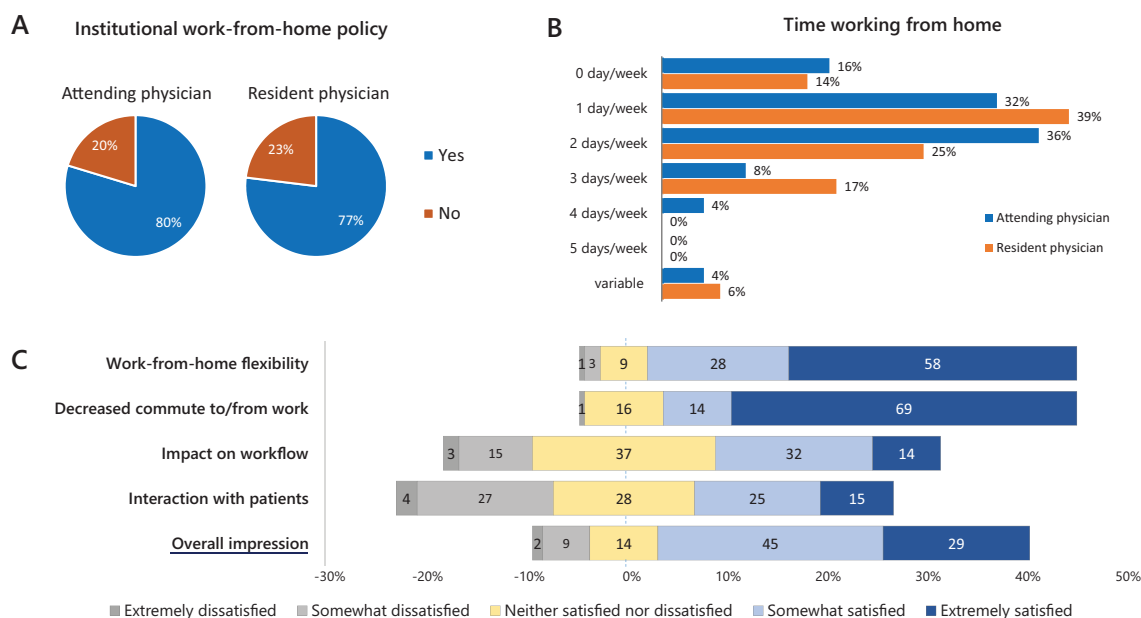 A
Institutional work-from-home policy
Attending physician
Resident physician
20%
80%
23%
77%
Yes
No
B
Time working from home
0 day/week
16%
14%
1 day/week
32%
39%
2 days/week
36%
25%
3 days/week
8%
17%
4 days/week
4%
0%
5 days/week
0%
0%
variable
4%
6%
Attending physician
Resident physician
C
Work-from-home flexibility
1 3 9 28 58
Decreased commute to/from work
1 16 14 69
Impact on workflow
3 15 37 32 14
Interaction with patients
4 27 28 25 15
Overall impression
2 9 14 45 29
-30% -20% -10% 0% 10% 20% 30% 40% 50%
Extremely dissatisfied Somewhat dissatisfied Neither satisfied nor dissatisfied Somewhat satisfied Extremely satisfied